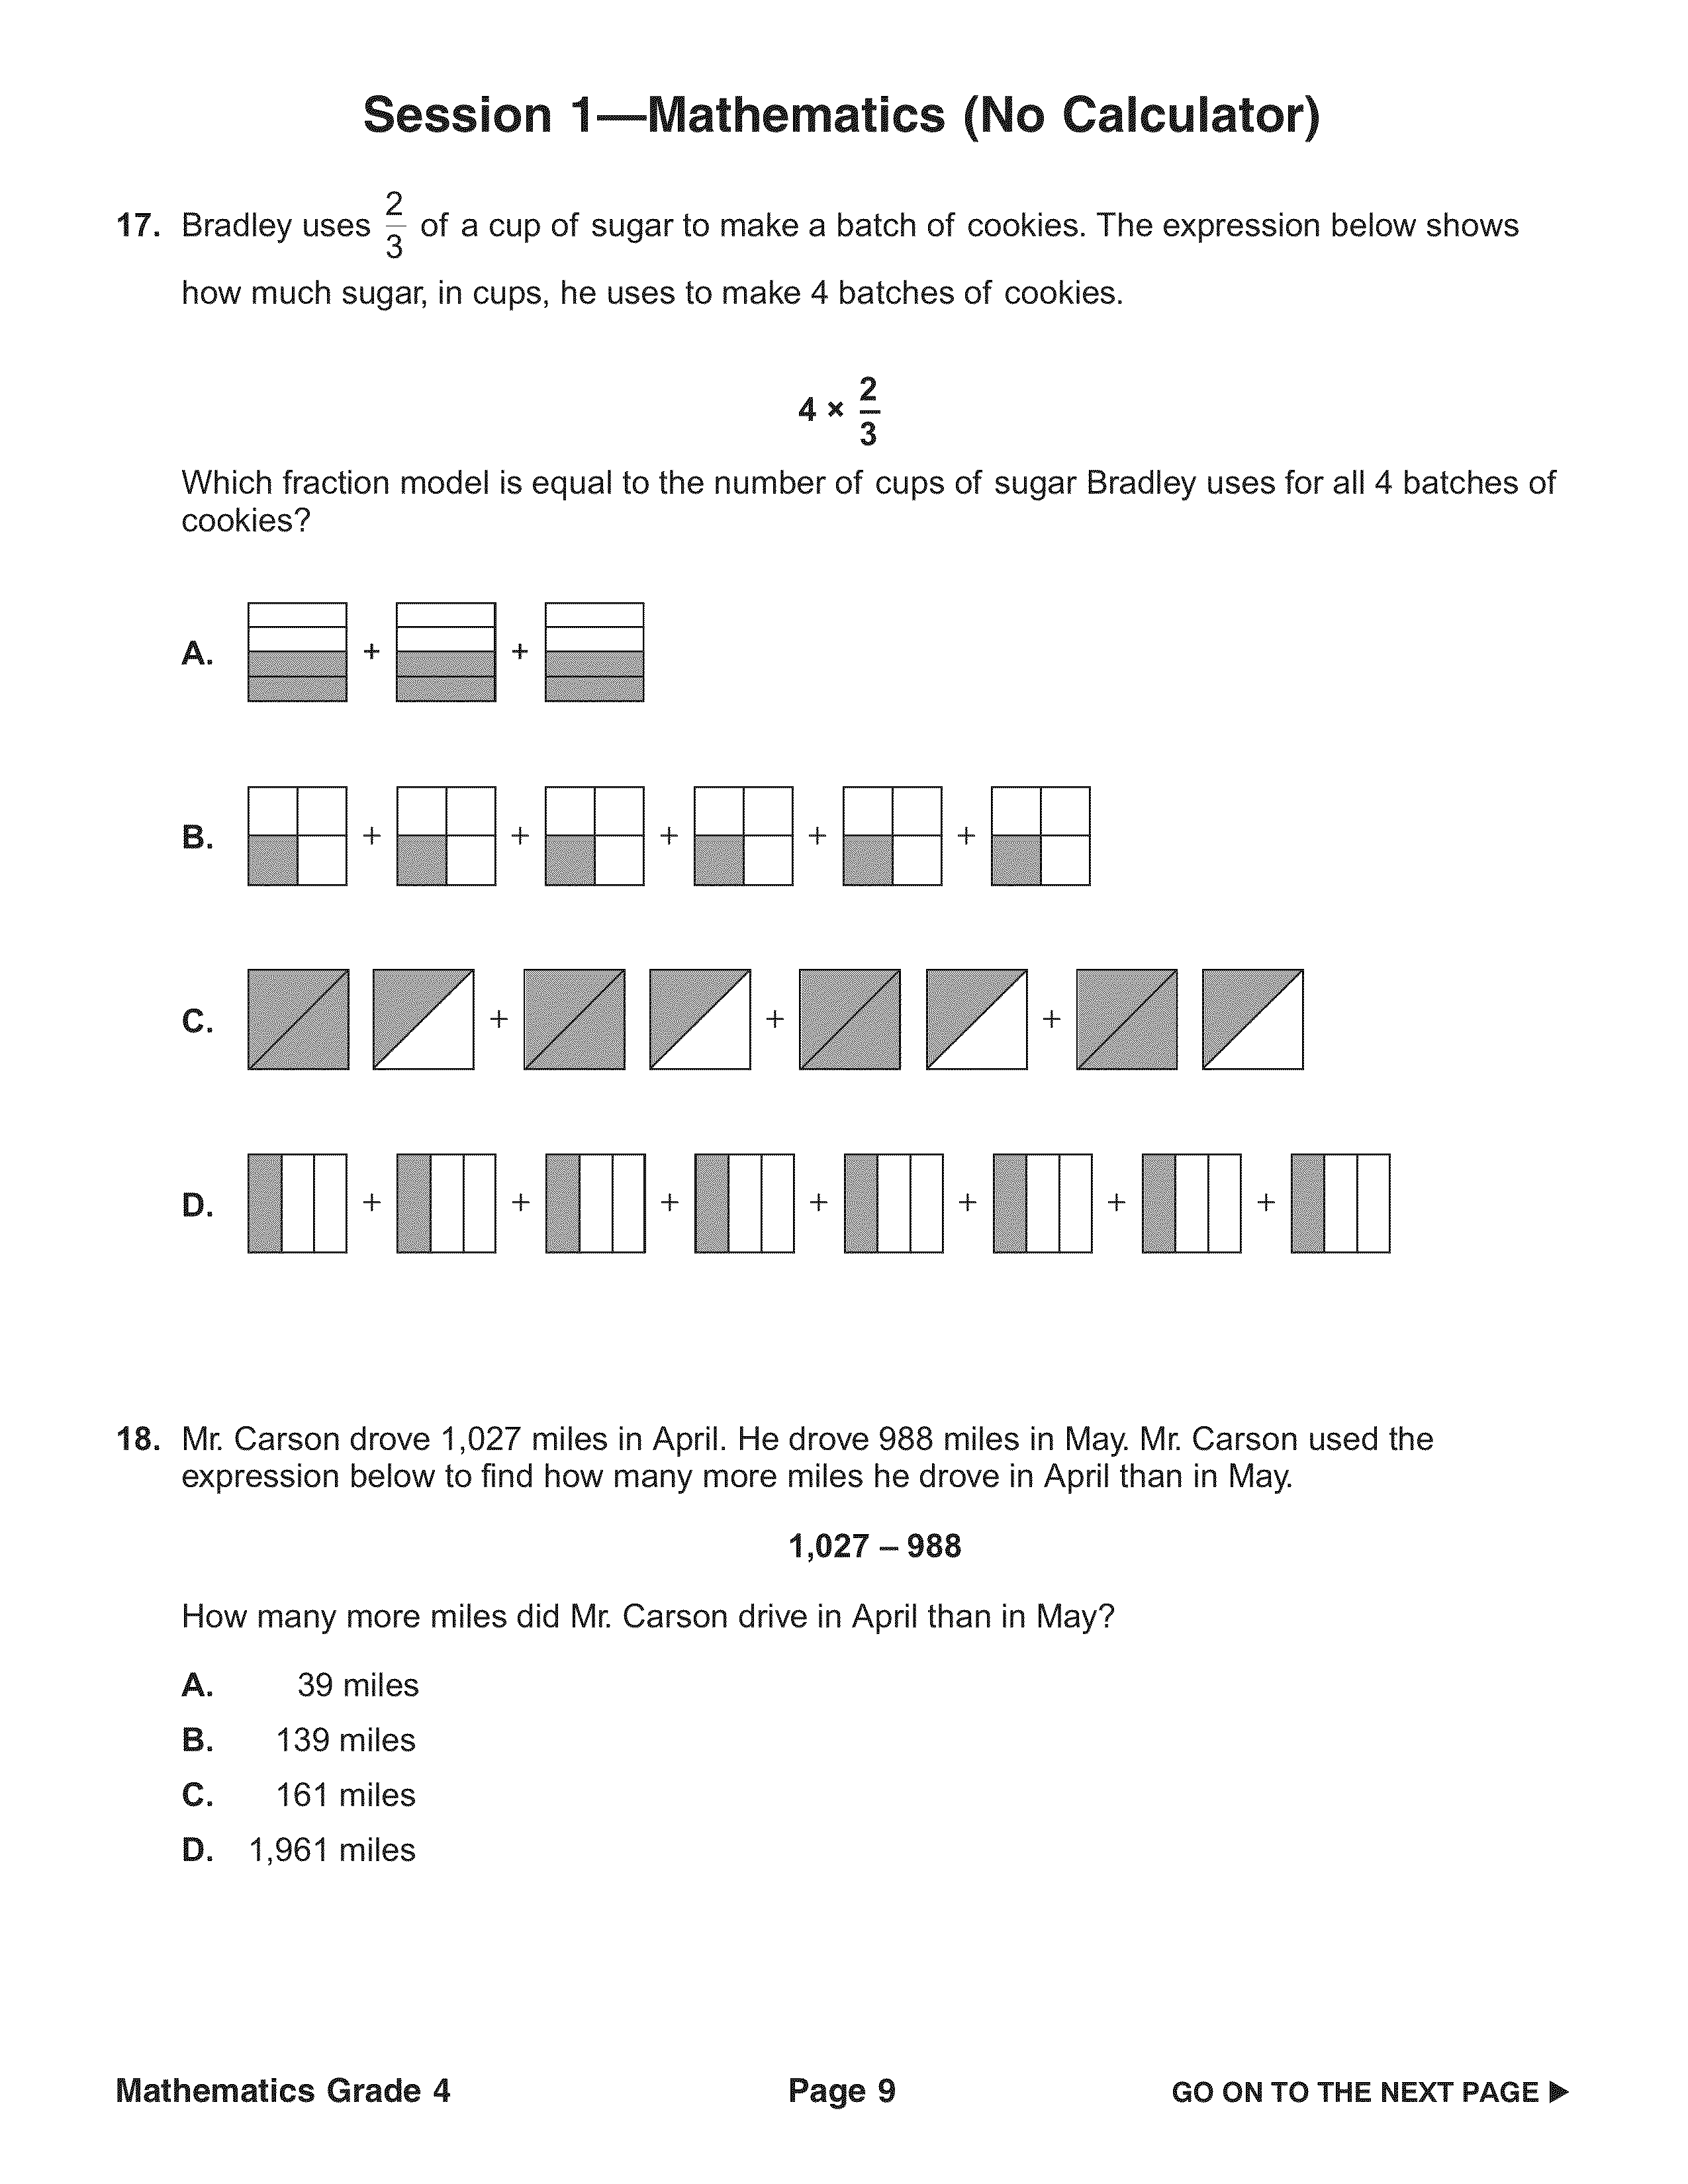 Session 1—Mathematics (No Calculator)
17. Bradley uses 2/3 of a cup of sugar to make a batch of cookies. The expression below shows
how much sugar, in cups, he uses to make 4 batches of cookies.
4 × 2/3
Which fraction model is equal to the number of cups of sugar Bradley uses for all 4 batches of
cookies?
A. + +
B. + + + + +
C. + + +
D. + + + + + + +
18. Mr. Carson drove 1,027 miles in April. He drove 988 miles in May. Mr. Carson used the
expression below to find how many more miles he drove in April than in May.
1,027 – 988
How many more miles did Mr. Carson drive in April than in May?
A. 39 miles
B. 139 miles
C. 161 miles
D. 1,961 miles
Mathematics Grade 4 Page 9 GO ON TO THE NEXT PAGE ▶